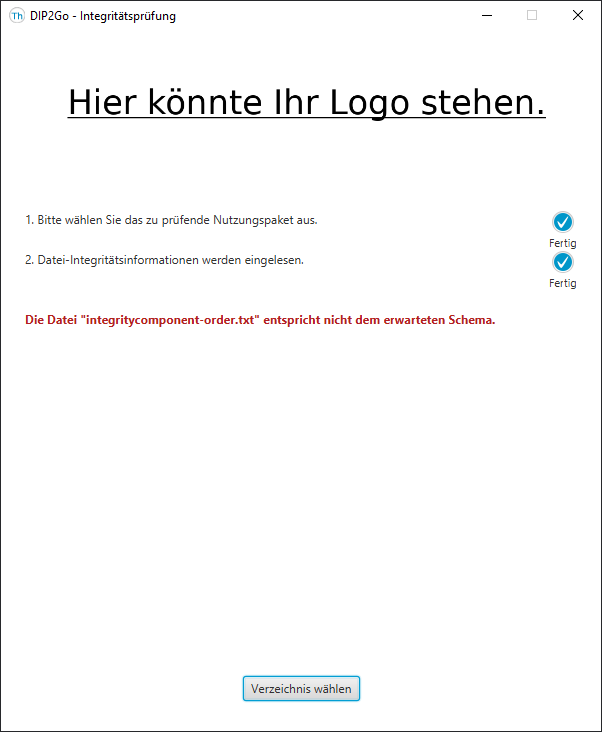 Th DIP2Go - Integritätsprüfung
Hier könnte Ihr Logo stehen.
1. Bitte wählen Sie das zu prüfende Nutzungspaket aus.
Fertig
2. Datei-Integritätsinformationen werden eingelesen.
Fertig
Die Datei "integritycomponent-order.txt" entspricht nicht dem erwarteten Schema.
Verzeichnis wählen